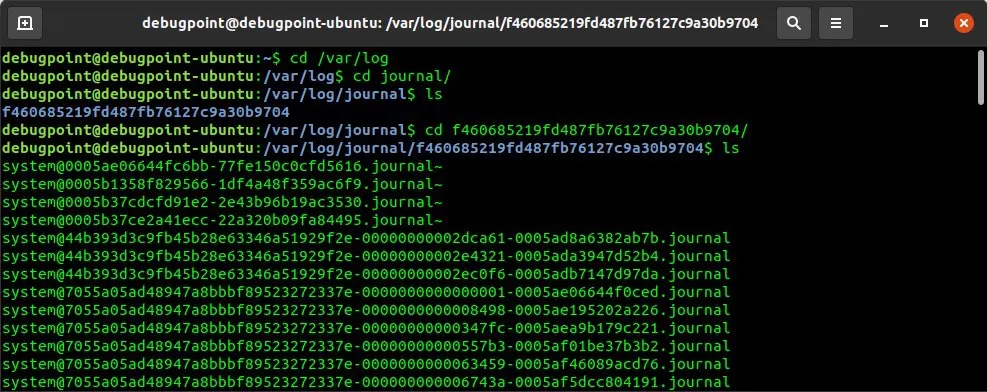 debugpoint@debugpoint-ubuntu: /var/log/journal/f460685219fd487fb76127c9a30b9704
debugpoint@debugpoint-ubuntu:~$ cd /var/log
debugpoint@debugpoint-ubuntu:/var/log$ cd journal/
debugpoint@debugpoint-ubuntu:/var/log/journal$ ls
f460685219fd487fb76127c9a30b9704
debugpoint@debugpoint-ubuntu:/var/log/journal$ cd f460685219fd487fb76127c9a30b9704/
debugpoint@debugpoint-ubuntu:/var/log/journal/f460685219fd487fb76127c9a30b9704$ ls
system@0005ae06644fc6bb-77fe150c0cfd5616.journal~
system@0005b1358f829566-1df4a48f359ac6f9.journal~
system@0005b37cdcfd91e2-2e43b96b19ac3530.journal~
system@0005b37ce2a41ecc-22a320b09fa84495.journal~
system@44b393d3c9fb45b28e63346a51929f2e-00000000002dca61-0005ad8a6382ab7b.journal
system@44b393d3c9fb45b28e63346a51929f2e-00000000002e4321-0005ada3947d52b4.journal
system@44b393d3c9fb45b28e63346a51929f2e-00000000002ec0f6-0005adb7147d97da.journal
system@7055a05ad48947a8bbbf89523272337e-0000000000000001-0005ae06644f0ced.journal
system@7055a05ad48947a8bbbf89523272337e-0000000000008498-0005ae195202a226.journal
system@7055a05ad48947a8bbbf89523272337e-00000000000347fc-0005aea9b179c221.journal
system@7055a05ad48947a8bbbf89523272337e-00000000000557b3-0005af01be37b3b2.journal
system@7055a05ad48947a8bbbf89523272337e-0000000000063459-0005af46089acd76.journal
system@7055a05ad48947a8bbbf89523272337e-000000000006743a-0005af5dcc804191.journal